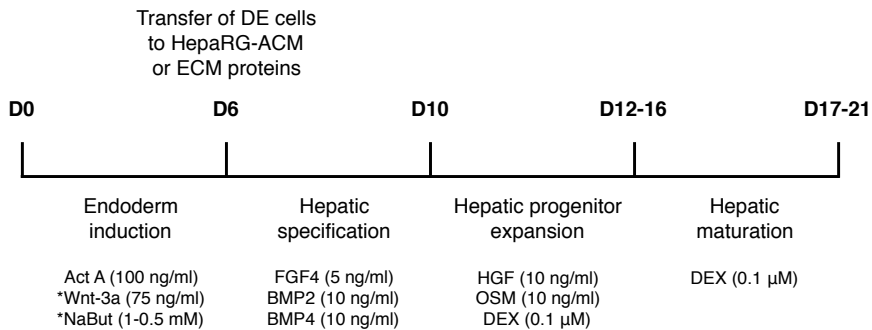 Transfer of DE cells
to HepaRG-ACM
or ECM proteins
D0 D6 D10 D12-16 D17-21
Endoderm induction
Hepatic specification
Hepatic progenitor expansion
Hepatic maturation
Act A (100 ng/ml)
*Wnt-3a (75 ng/ml)
*NaBut (1-0.5 mM)
FGF4 (5 ng/ml)
BMP2 (10 ng/ml)
BMP4 (10 ng/ml)
HGF (10 ng/ml)
OSM (10 ng/ml)
DEX (0.1 µM)
DEX (0.1 µM)